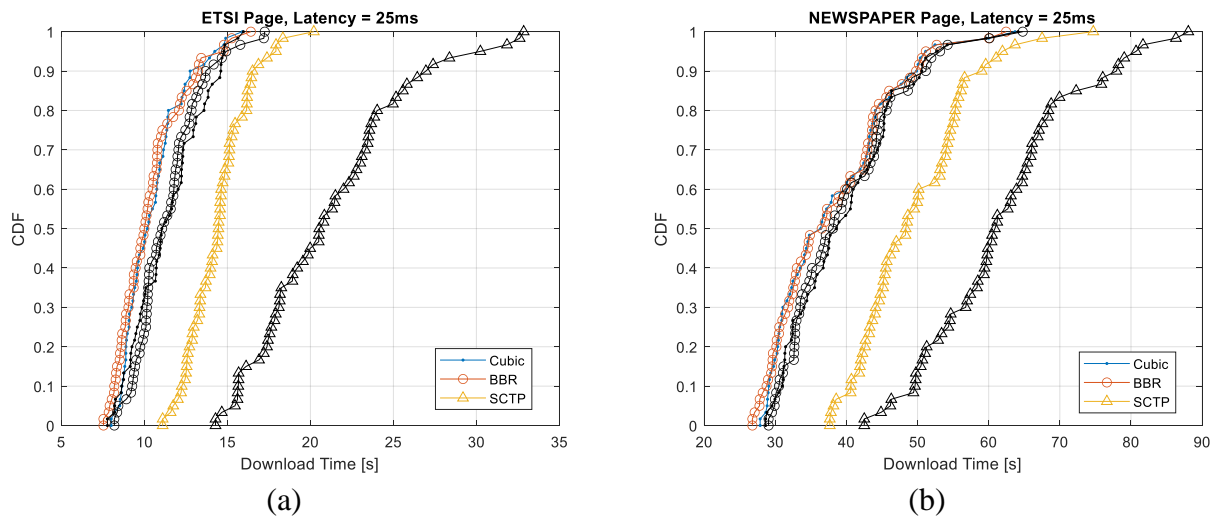 ETSI Page, Latency = 25ms
1
0.9
0.8
0.7
0.6
0.5
0.4
0.3
0.2
0.1
0
CDF
5 10 15 20 25 30 35
Download Time [s]
Cubic
BBR
SCTP
(a)
NEWSPAPER Page, Latency = 25ms
1
0.9
0.8
0.7
0.6
0.5
0.4
0.3
0.2
0.1
0
CDF
20 30 40 50 60 70 80 90
Download Time [s]
Cubic
BBR
SCTP
(b)